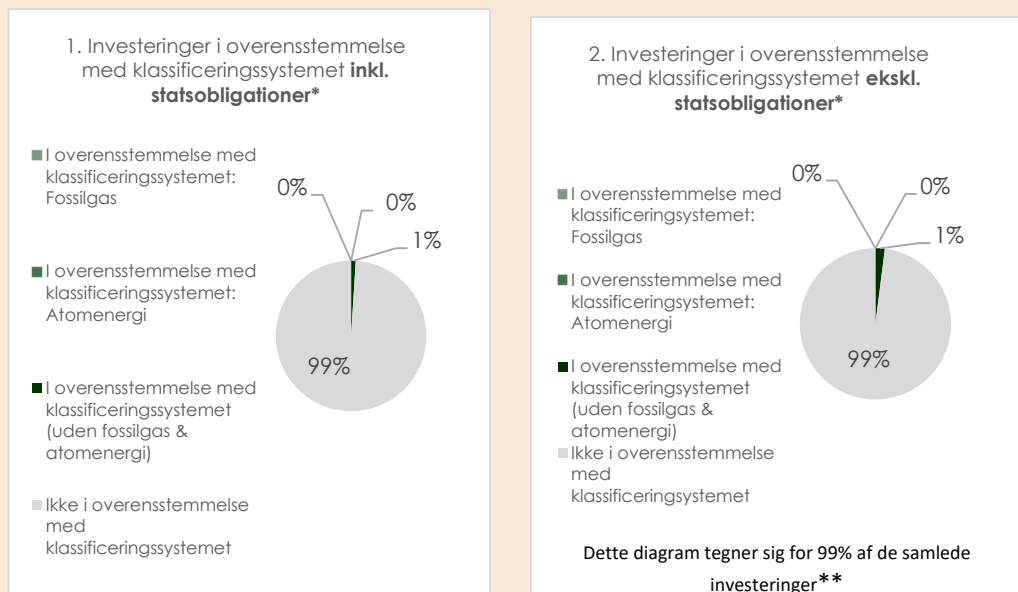 1. Investeringer i overensstemmelse
med klassificeringssystemet inkl.
statsobligationer*
I overensstemmelse med
klassificeringssystemet:
Fossilgas
I overensstemmelse med
klassificeringssystemet:
Atomenergi
I overensstemmelse med
klassificeringssystemet
(uden fossilgas &
atomenergi)
Ikke i overensstemmelse
med
klassificeringssystemet
0%
0%
1%
99%
2. Investeringer i overensstemmelse
med klassificeringssystemet ekskl.
statsobligationer*
I overensstemmelse med
klassificeringsystemet:
Fossilgas
I overensstemmelse med
klassificeringssystemet:
Atomenergi
I overensstemmelse med
klassificeringssystemet
(uden fossilgas &
atomenergi)
Ikke i overensstemmelse
med
klassificeringsystemet
0%
0%
1%
99%
Dette diagram tegner sig for 99% af de samlede
investeringer**